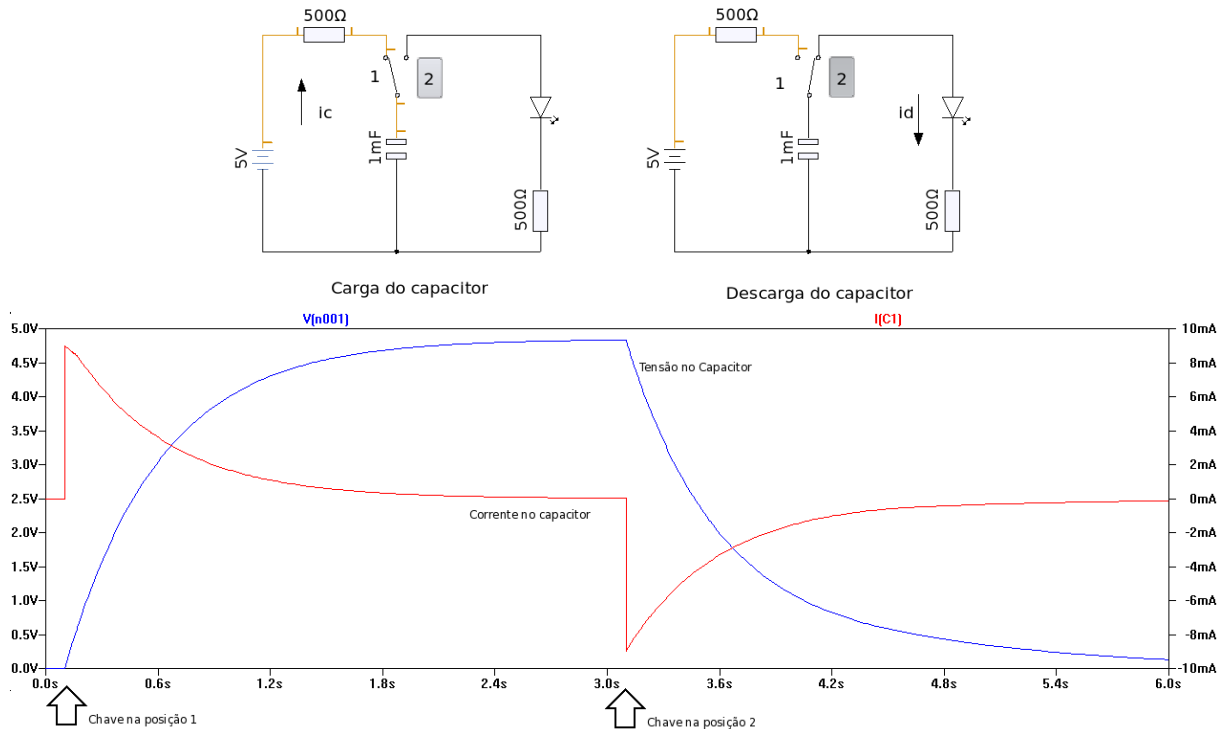 500Ω
1
2
ic
5V
1mF
500Ω
Carga do capacitor
500Ω
1
2
id
5V
1mF
500Ω
Descarga do capacitor
V(n001)
I(C1)
5.0V
4.5V
4.0V
3.5V
3.0V
2.5V
2.0V
1.5V
1.0V
0.5V
0.0V
Tensão no Capacitor
Corrente no capacitor
10mA
8mA
6mA
4mA
2mA
0mA
-2mA
-4mA
-6mA
-8mA
-10mA
0.0s 0.6s 1.2s 1.8s 2.4s 3.0s 3.6s 4.2s 4.8s 5.4s 6.0s
Chave na posição 1
Chave na posição 2